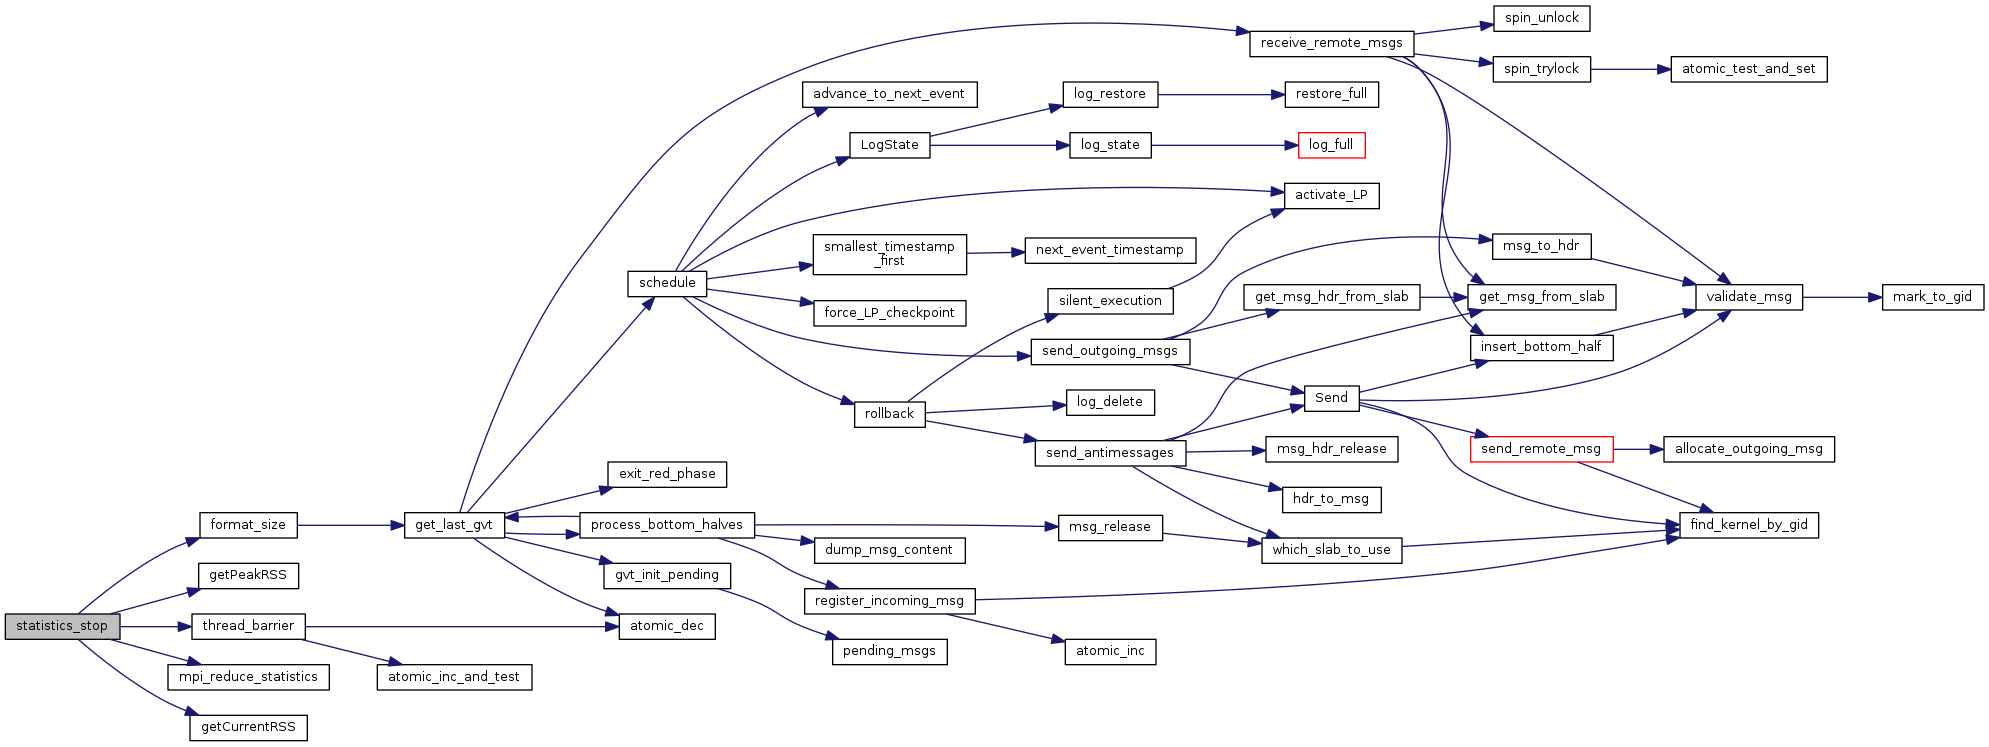 spin_unlock
receive_remote_msgs
spin_trylock
atomic_test_and_set
advance_to_next_event
log_restore
restore_full
LogState
log_state
log_full
activate_LP
smallest_timestamp
_first
next_event_timestamp
msg_to_hdr
schedule
silent_execution
get_msg_hdr_from_slab
get_msg_from_slab
validate_msg
mark_to_gid
force_LP_checkpoint
send_outgoing_msgs
insert_bottom_half
rollback
log_delete
Send
send_antimessages
msg_hdr_release
send_remote_msg
allocate_outgoing_msg
exit_red_phase
hdr_to_msg
format_size
get_last_gvt
process_bottom_halves
msg_release
find_kernel_by_gid
dump_msg_content
which_slab_to_use
getPeakRSS
gvt_init_pending
register_incoming_msg
statistics_stop
thread_barrier
atomic_dec
pending_msgs
atomic_inc
mpi_reduce_statistics
atomic_inc_and_test
getCurrentRSS